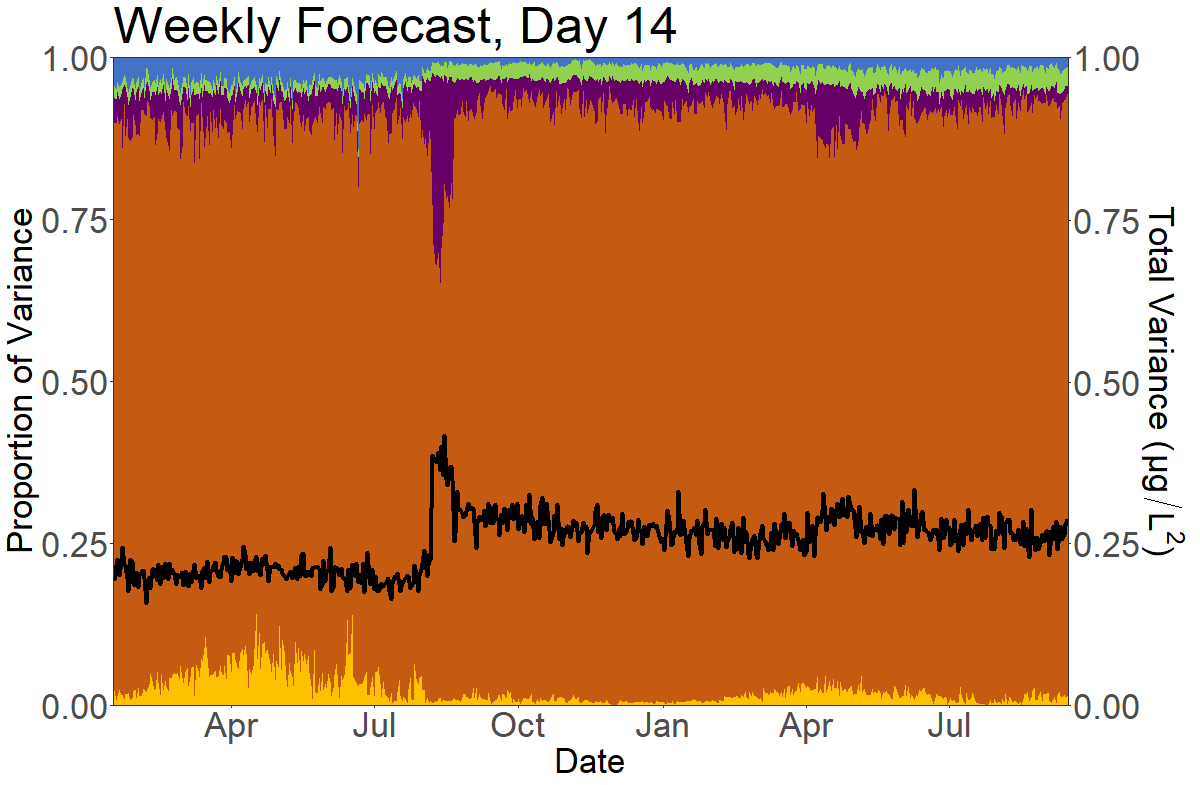 Weekly Forecast, Day 14
Proportion of Variance
1.00
0.75
0.50
0.25
0.00
1.00
0.75
0.50
0.25
0.00
Total Variance (µg/L²)
Apr Jul Oct Jan Apr Jul
Date